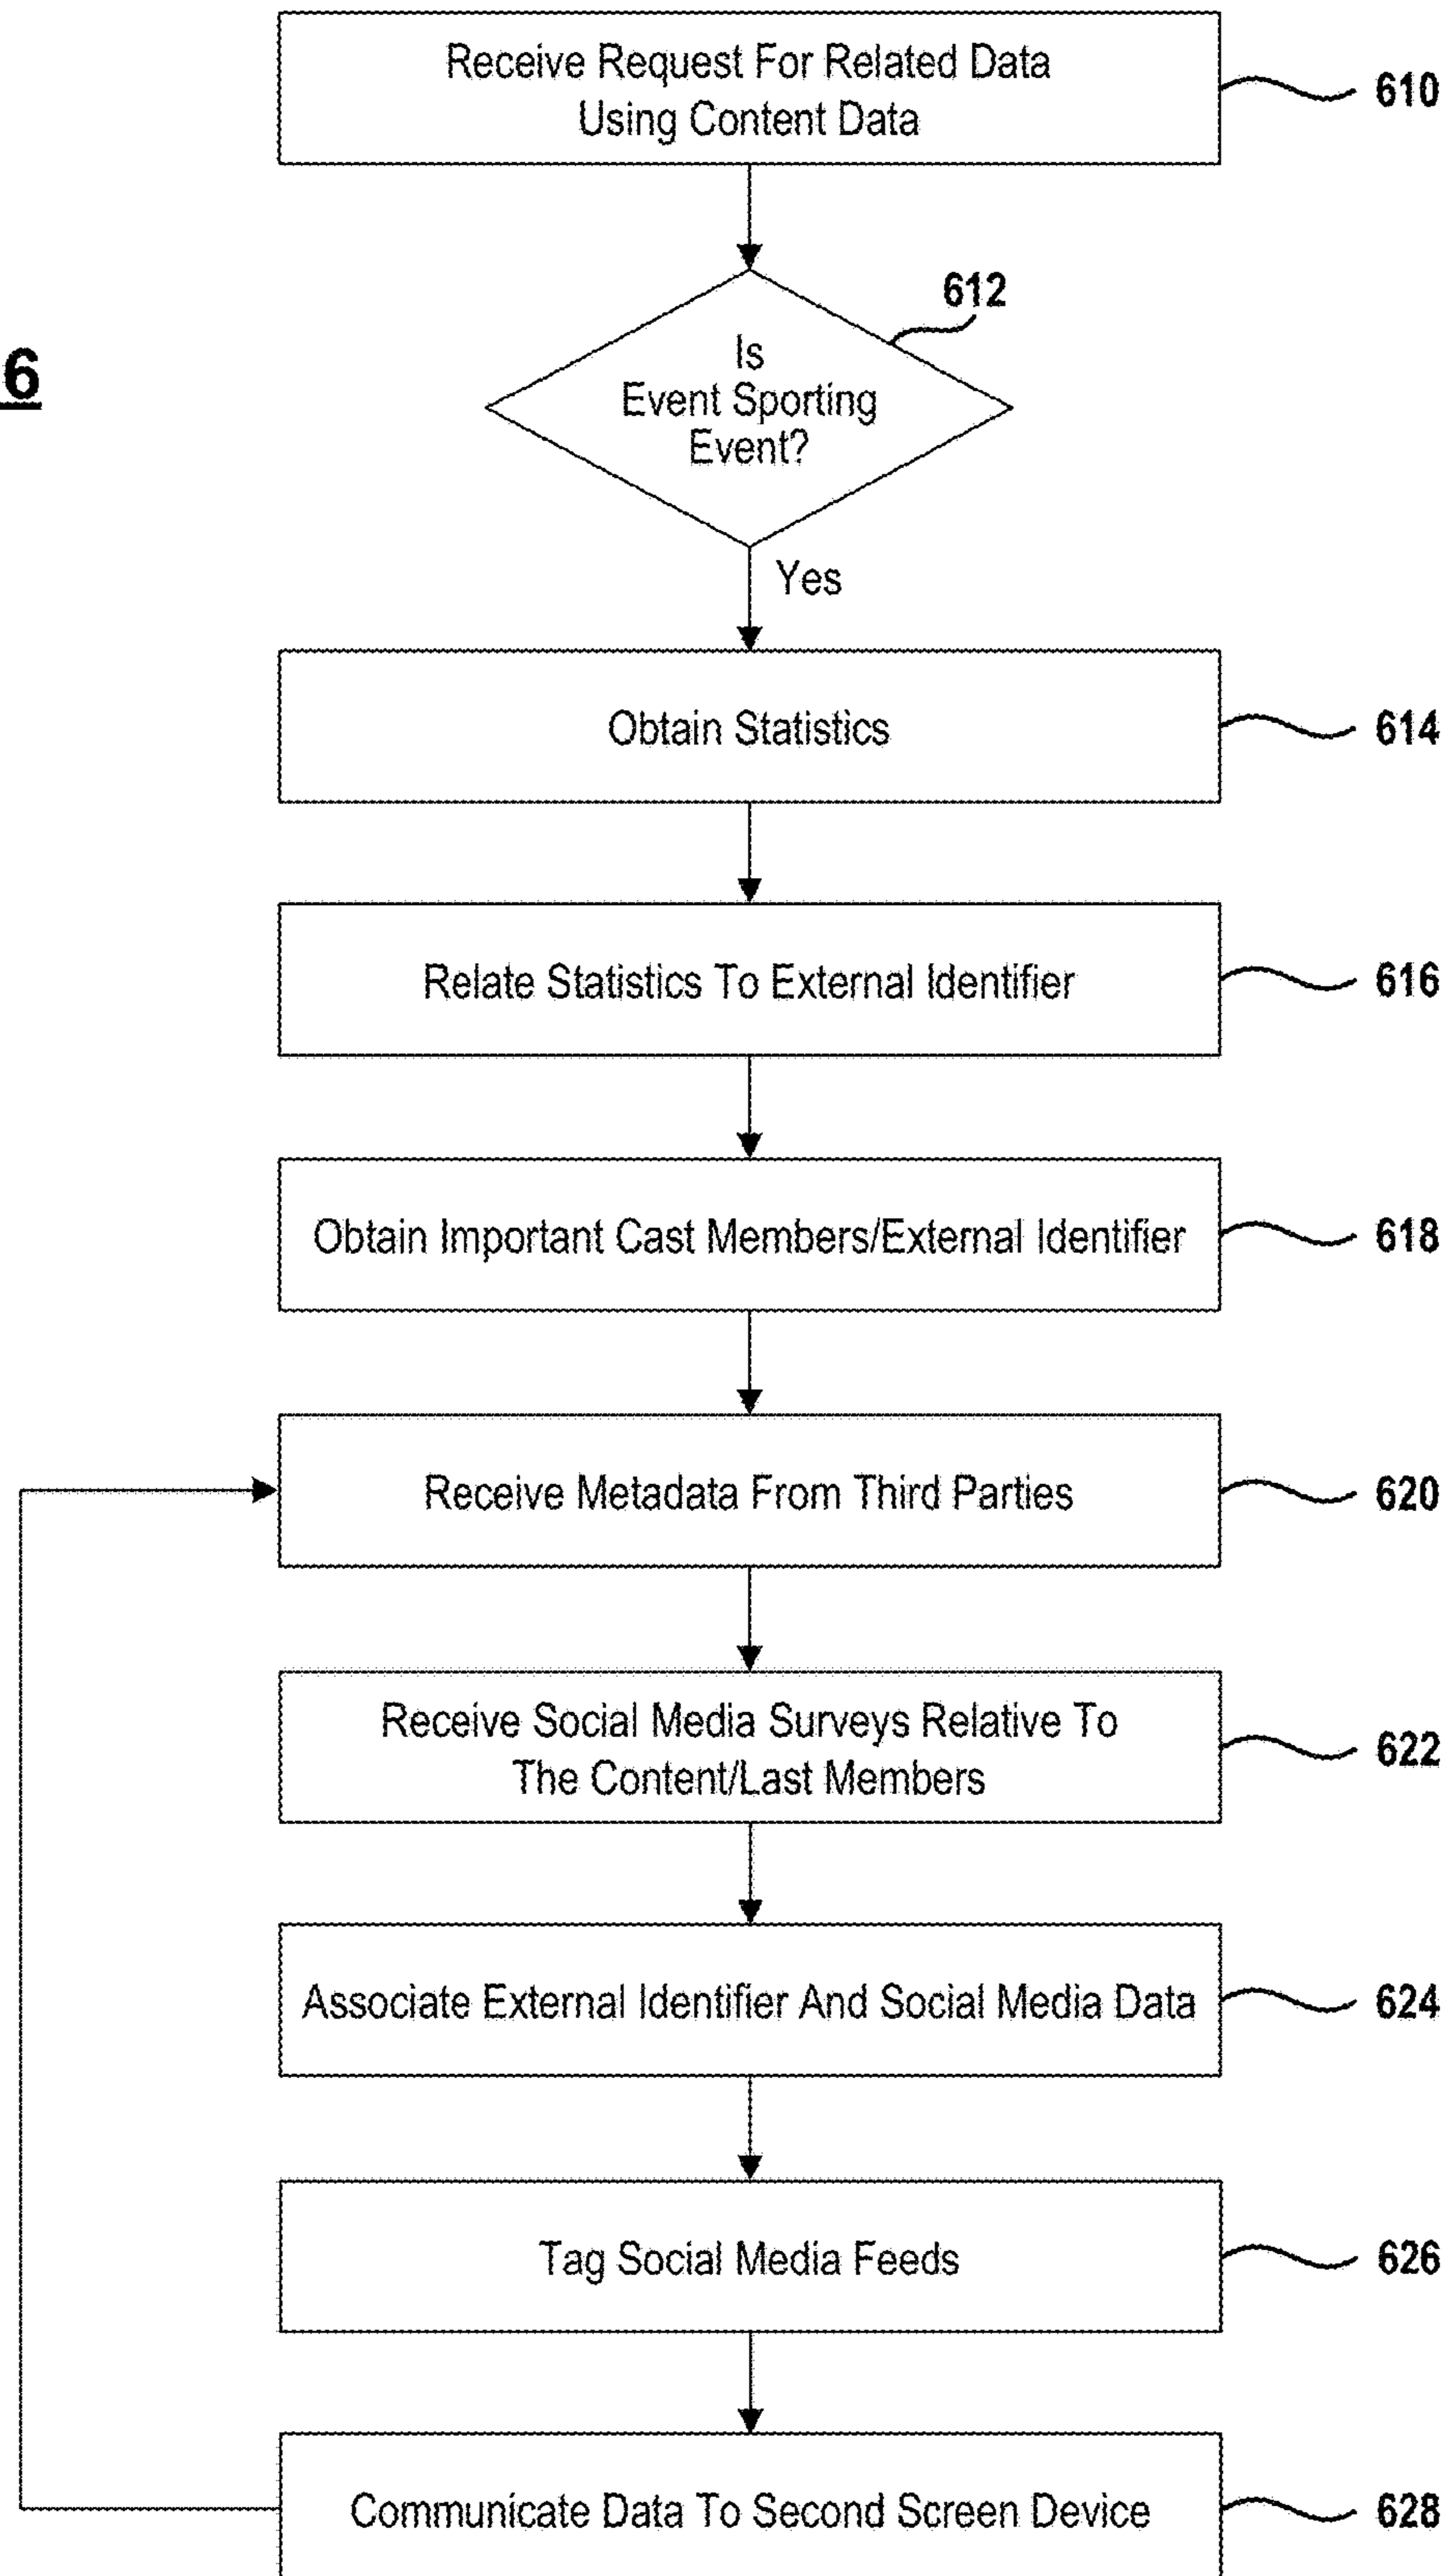 Receive Request For Related Data
Using Content Data
610
612
6
Is
Event Sporting
Event?
Yes
Obtain Statistics
614
Relate Statistics To External Identifier
616
Obtain Important Cast Members/External Identifier
618
Receive Metadata From Third Parties
620
Receive Social Media Surveys Relative To
The Content/Last Members
622
Associate External Identifier And Social Media Data
624
Tag Social Media Feeds
626
Communicate Data To Second Screen Device
628